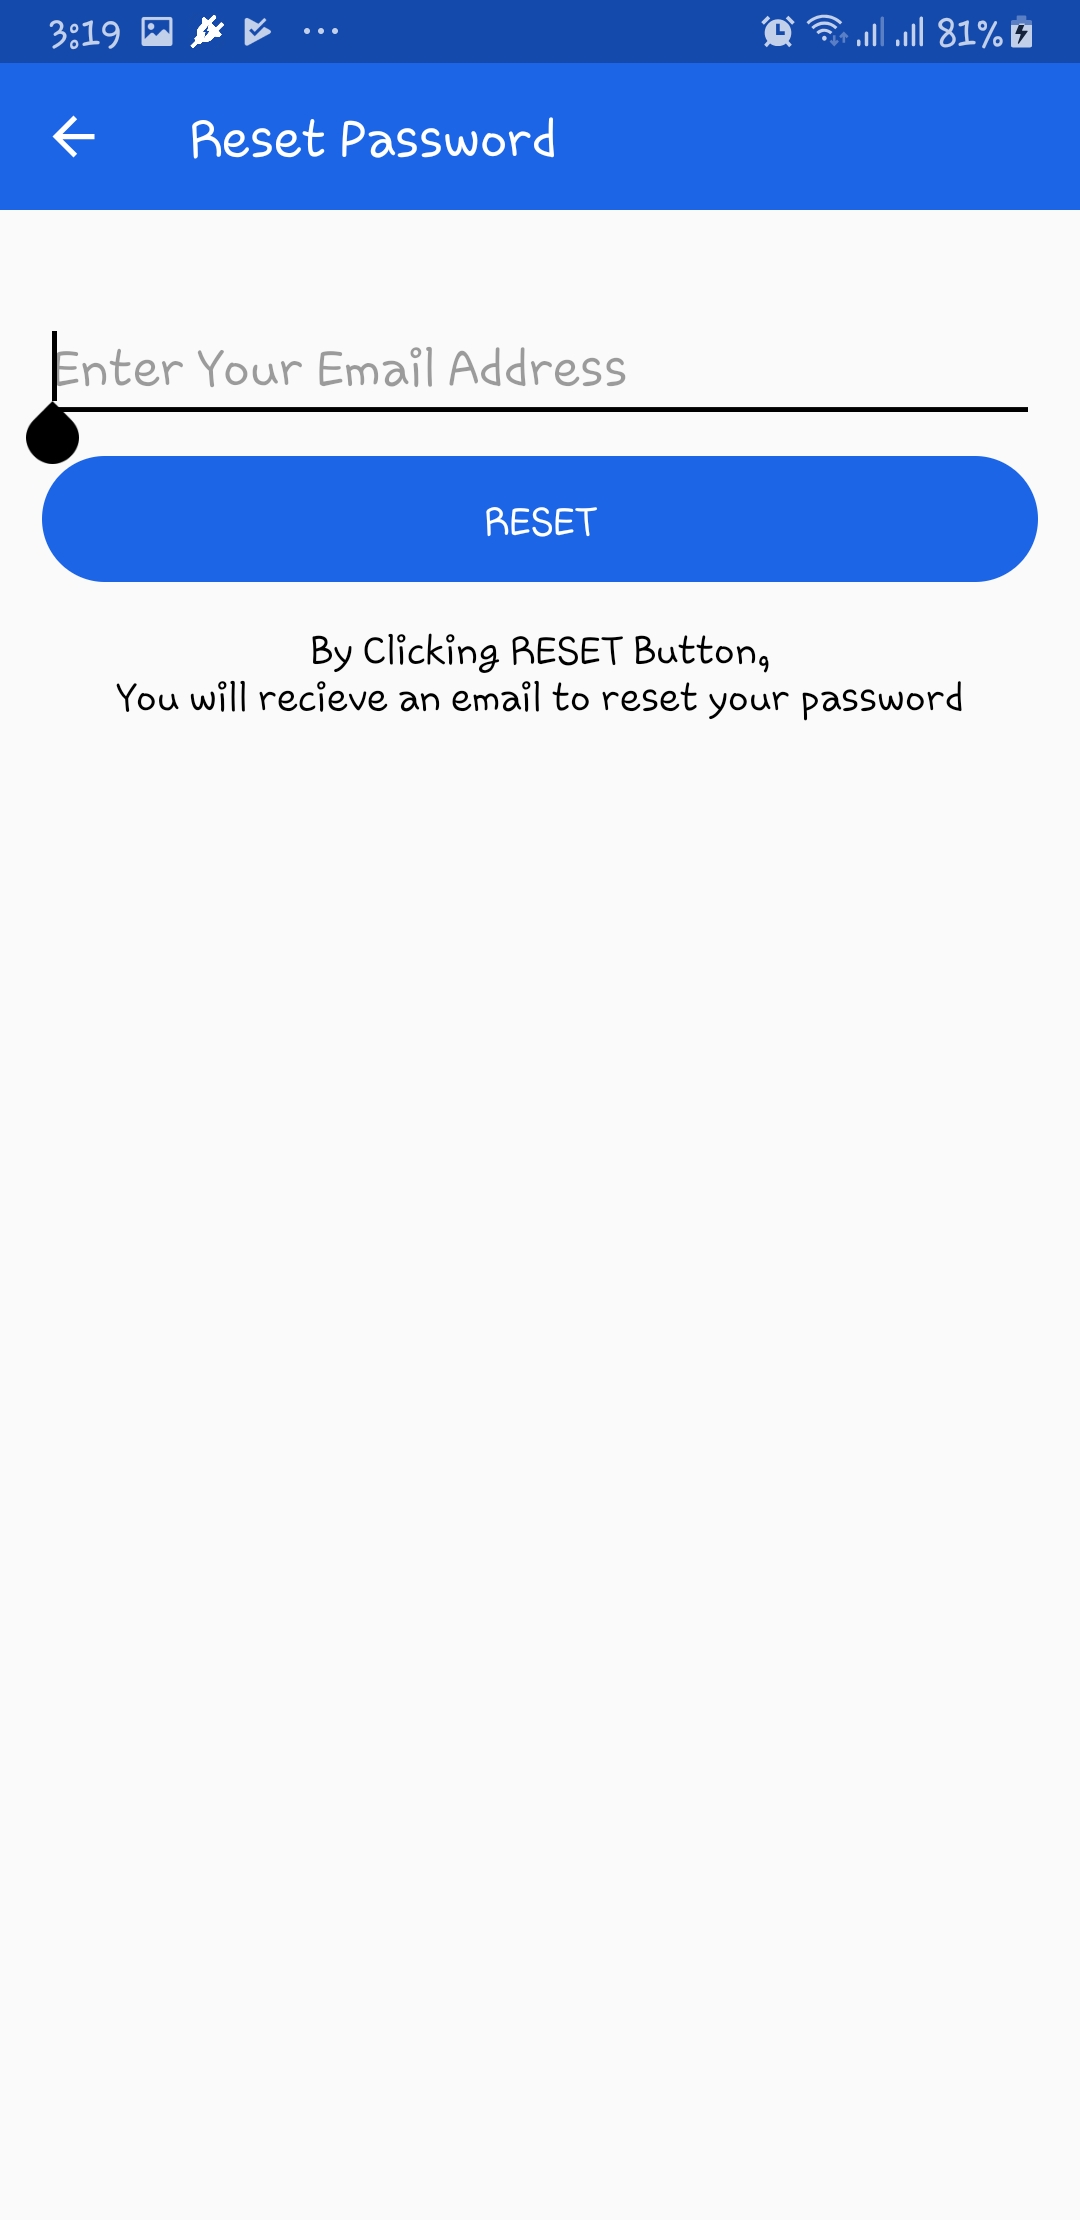 3:19 81%
Reset Password
Enter Your Email Address
RESET
By Clicking RESET Button,
You will recieve an email to reset your password